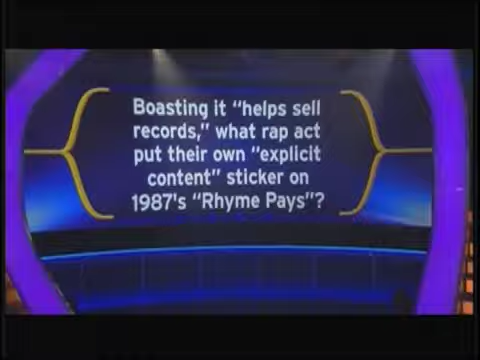 Boasting it “helps sell
records,” what rap act
put their own “explicit
content” sticker on
1987's “Rhyme Pays”?